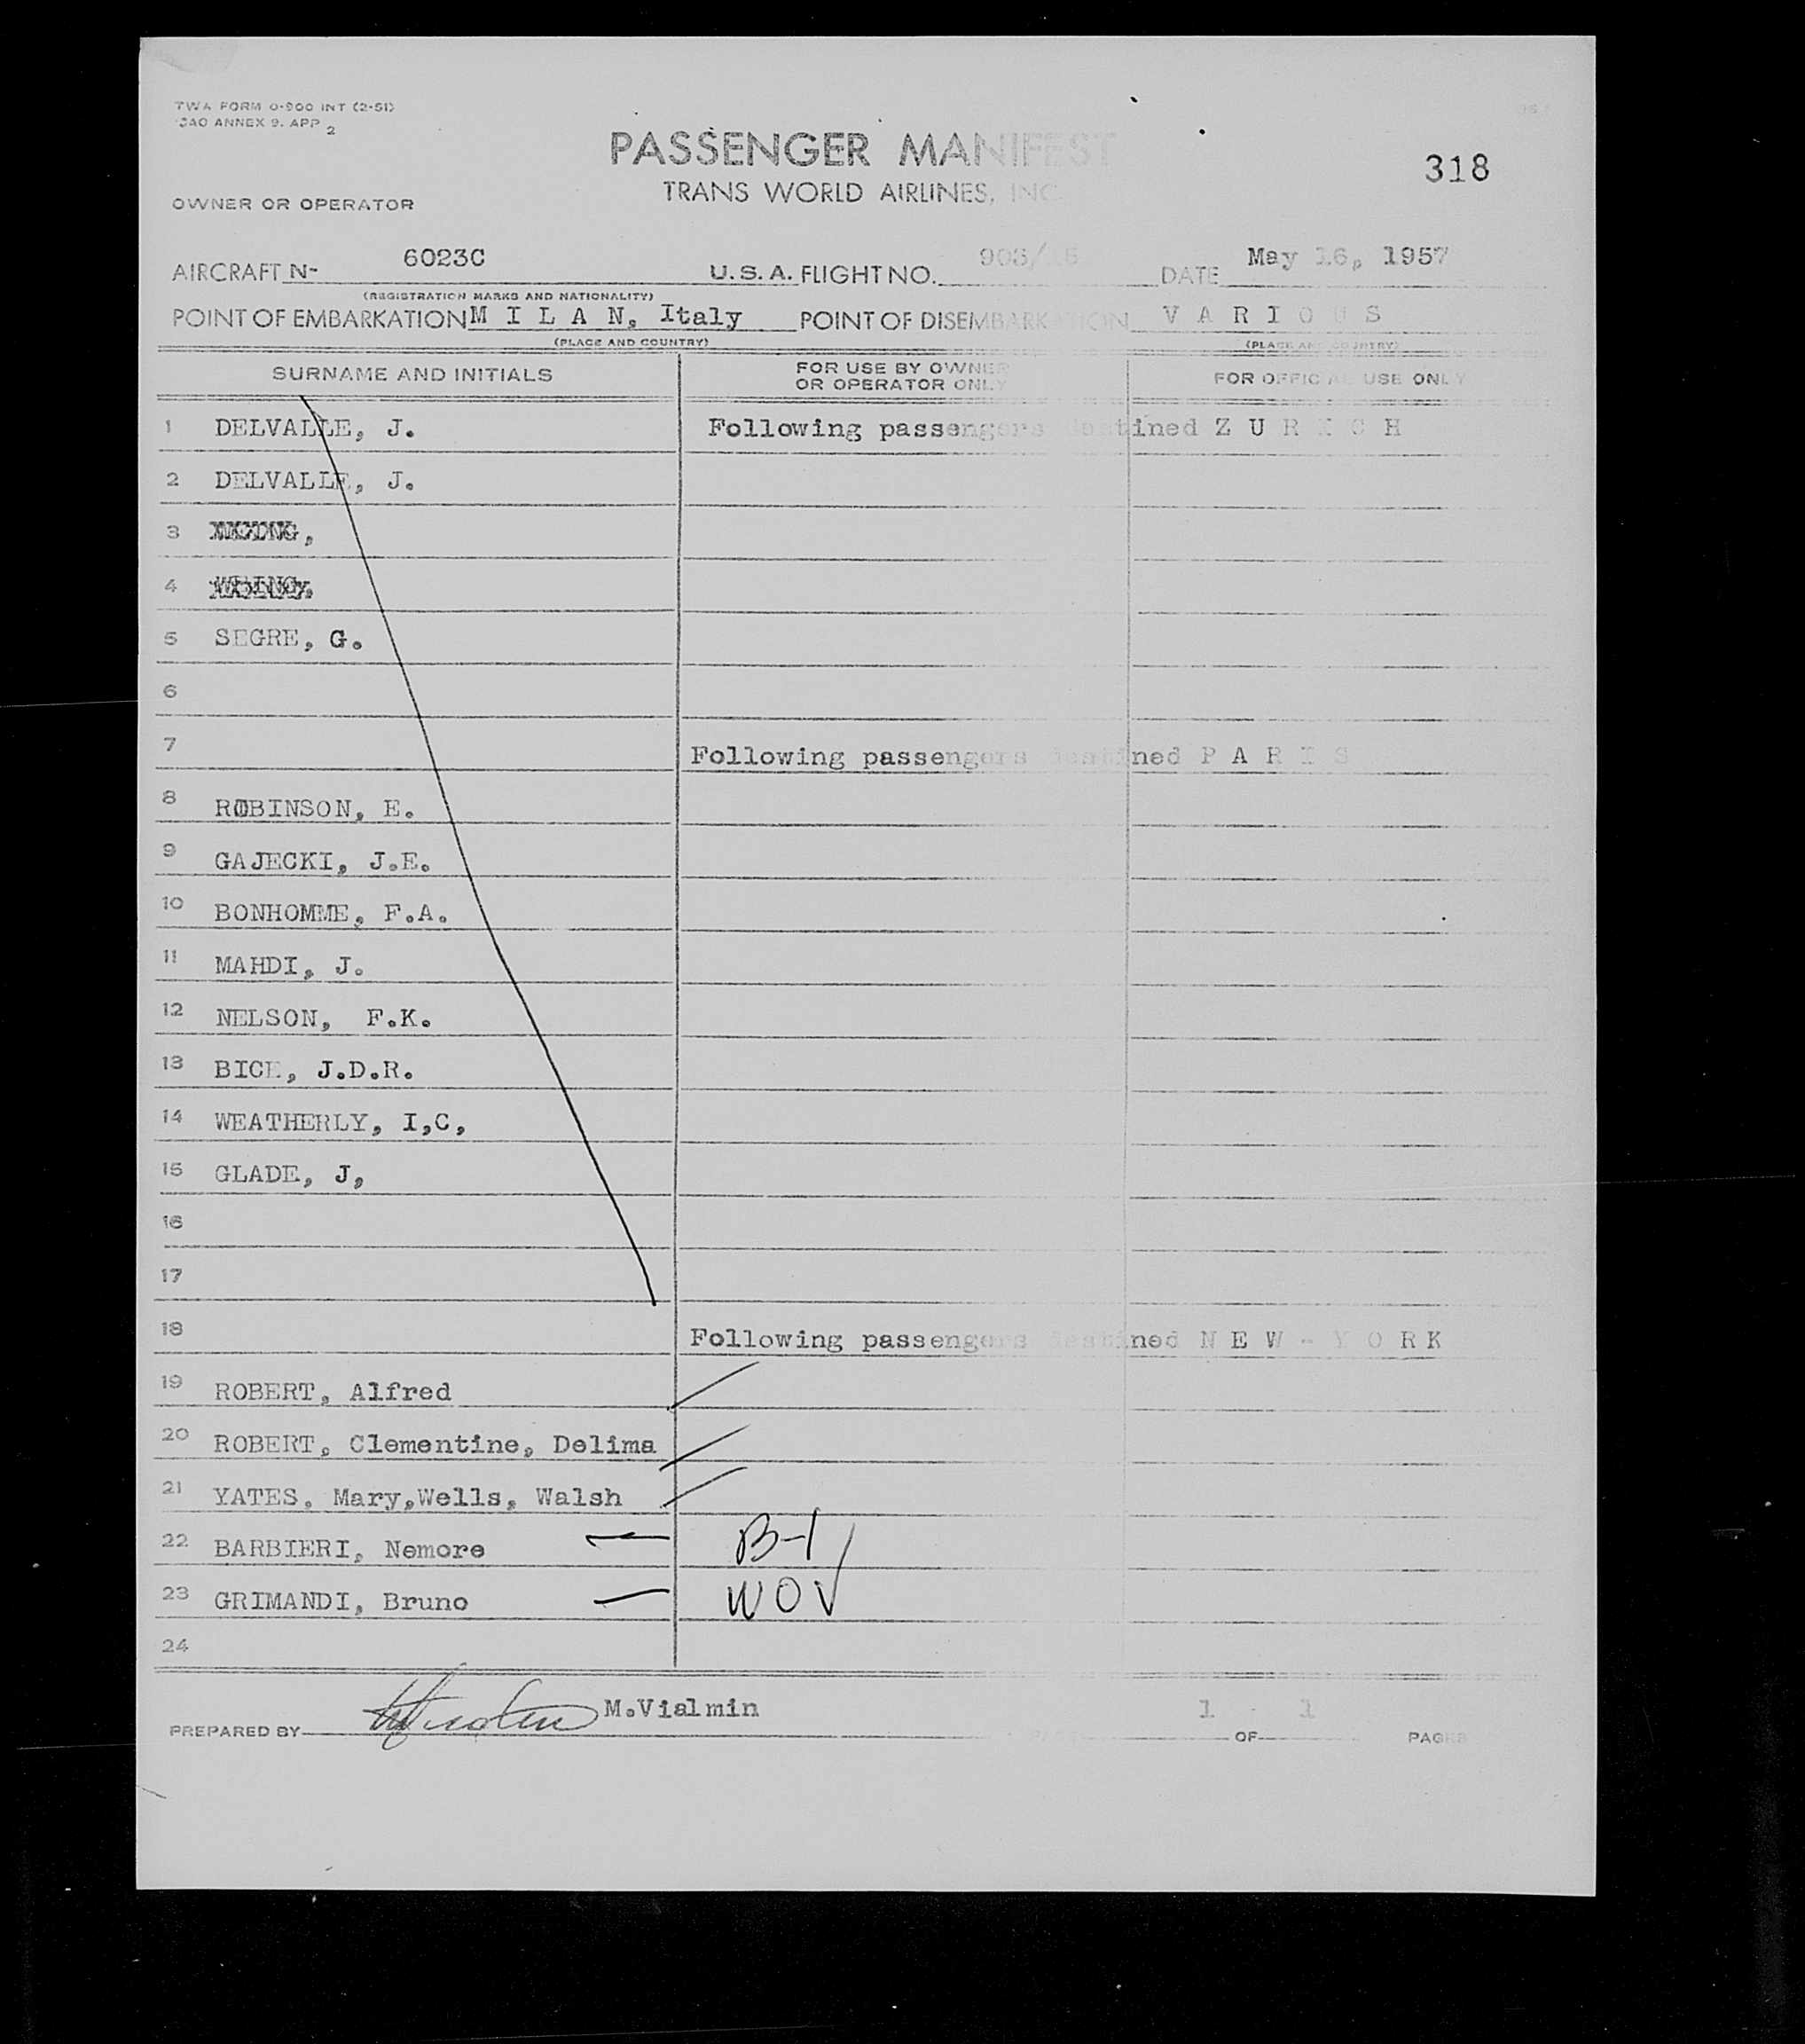 TWA FORM 0-900 INT (2-51)
ICAO ANNEX 9. APP 2
PASSENGER MANIFEST
318
TRANS WORLD AIRLINES, INC.
OWNER OR OPERATOR
AIRCRAFT N- 6023C U.S.A. FLIGHT NO. DATE May 16, 1957
(REGISTRATION MARKS AND NATIONALITY)
POINT OF EMBARKATION M I L A N, Italy POINT OF DISEMBARKATION V A R I O U S
(PLACE AND COUNTRY) (PLACE AND COUNTRY)
SURNAME AND INITIALS FOR USE BY OWNER OR OPERATOR ONLY FOR OFFICIAL USE ONLY
1 DELVALLE, J. Following passengers destined Z U R I C H
2 DELVALLE, J.
3
4
5 SEGRE, G.
6
7 Following passengers destined P A R I S
8 ROBINSON, E.
9 GAJECKI, J.E.
10 BONHOMME, F.A.
11 MAHDI, J.
12 NELSON, F.K.
13 BICE, J.D.R.
14 WEATHERLY, I,C,
15 GLADE, J,
16
17
18 Following passengers destined N E W - Y O R K
19 ROBERT, Alfred
20 ROBERT, Clementine, Delima
21 YATES, Mary,Wells, Walsh
22 BARBIERI, Nemore B-1
23 GRIMANDI, Bruno WOV
24
PREPARED BY M.Vialmin PAGE 1 OF 1 PAGES